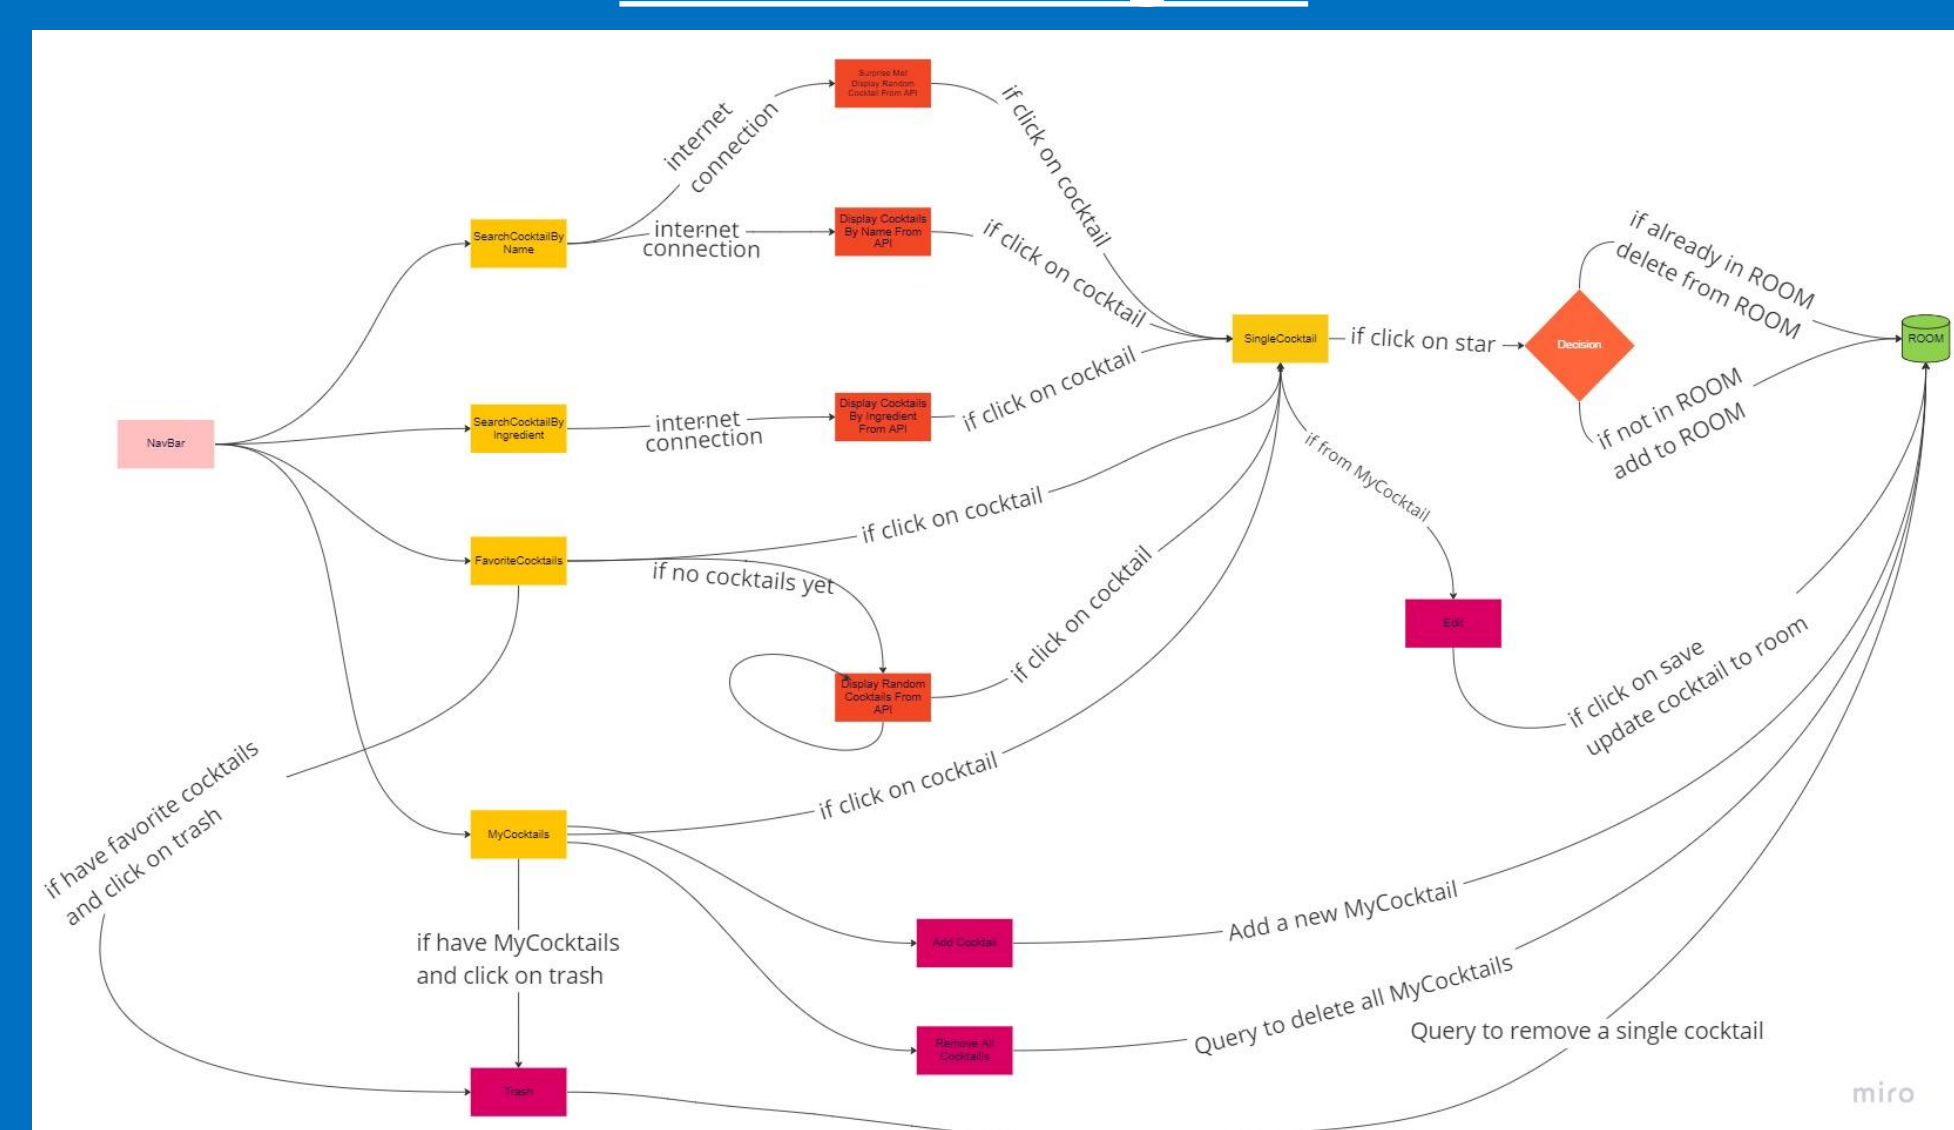 Surprise Me!
Display Random
Cocktail From API
internet
connection
if click on cocktail
SearchCocktailBy
Name
internet
connection
Display Cocktails
By Name From
API
if click on cocktail
if already in ROOM
delete from ROOM
SingleCocktail
if click on star
Decision
ROOM
NavBar
SearchCocktailBy
Ingredient
internet
connection
Display Cocktails
By Ingredient
From API
if click on cocktail
if not in ROOM
add to ROOM
if from MyCocktail
FavoriteCocktails
if click on cocktail
if no cocktails yet
if click on cocktail
Display Random
Cocktails From
API
Edit
if click on save
update cocktail to room
if have favorite cocktails
and click on trash
MyCocktails
if click on cocktail
if have MyCocktails
and click on trash
Add Cocktail
Add a new MyCocktail
Remove All
Cocktails
Query to delete all MyCocktails
Query to remove a single cocktail
Trash
miro